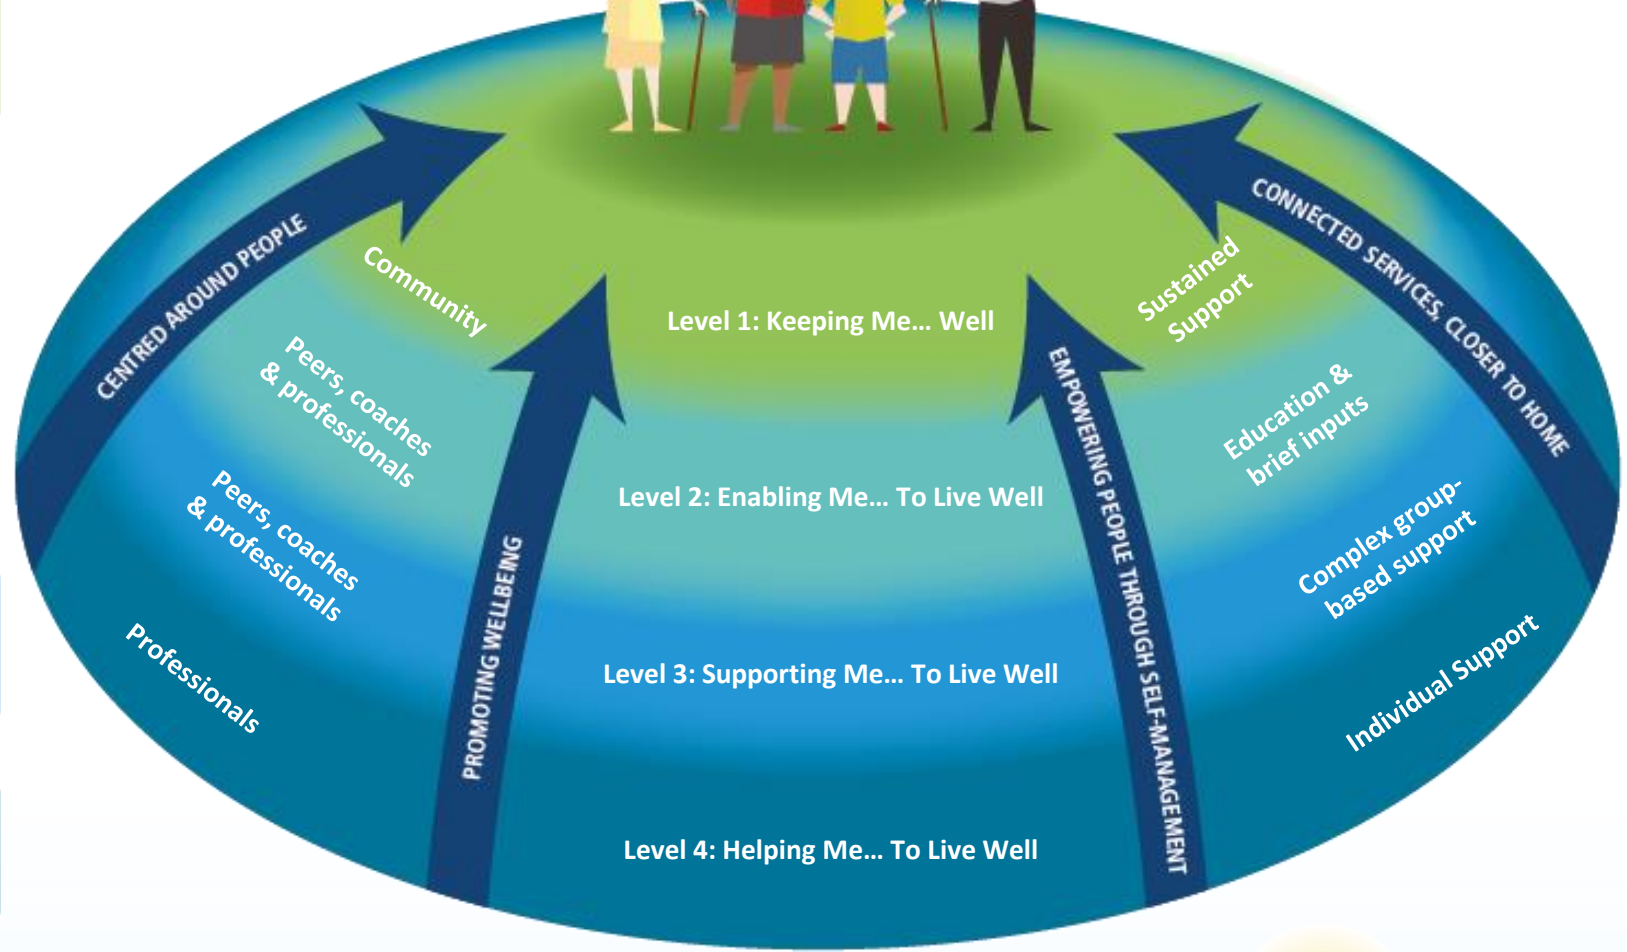 CENTRED AROUND PEOPLE
CONNECTED SERVICES, CLOSER TO HOME
PROMOTING WELLBEING
EMPOWERING PEOPLE THROUGH SELF-MANAGEMENT
Community
Level 1: Keeping Me... Well
Sustained
Support
Peers, coaches
& professionals
Level 2: Enabling Me... To Live Well
Education &
brief inputs
Peers, coaches
& professionals
Level 3: Supporting Me... To Live Well
Complex group-
based support
Professionals
Level 4: Helping Me... To Live Well
Individual Support